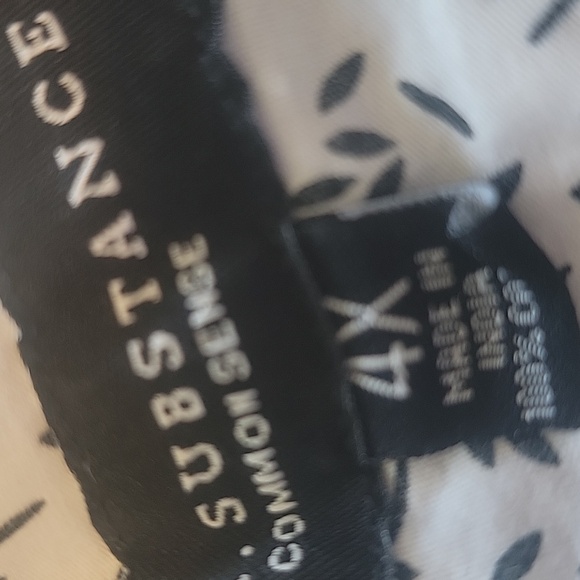 SUBSTANCE
COMMON SENSE
4X
MADE IN
INDIA
100% CO